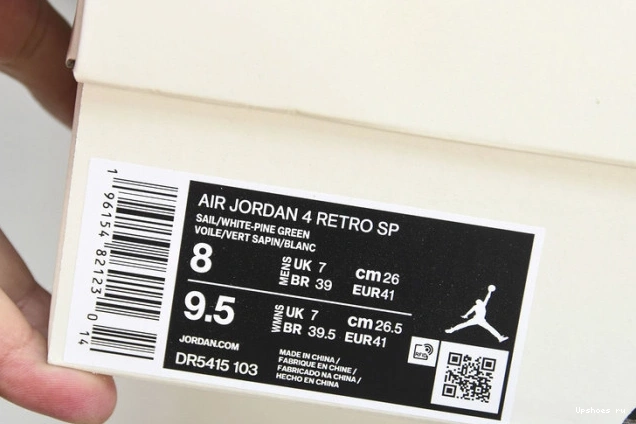 AIR JORDAN 4 RETRO SP
SAIL/WHITE-PINE GREEN
VOILE/VERT SAPIN/BLANC
8 MENS UK 7 cm 26
BR 39 EUR 41
9.5 WMNS UK 7 cm 26.5
BR 39.5 EUR 41
JORDAN.COM
DR5415 103
MADE IN CHINA /
FABRIQUE EN CHINE /
FABRICADO NA CHINA /
HECHO EN CHINA
RFID
1 96154 82123 0 14
Upshoes ru